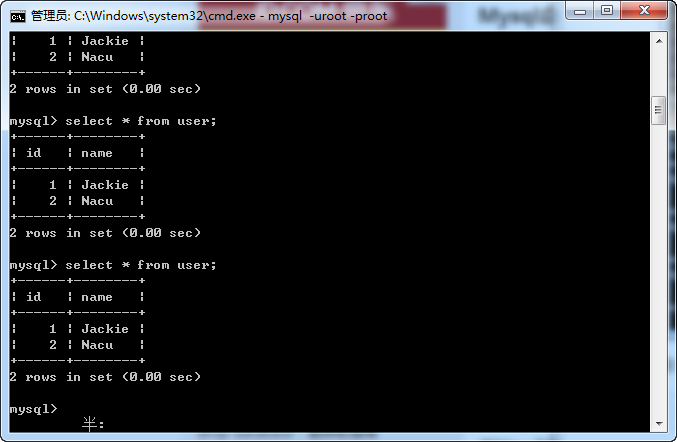 管理员: C:\Windows\system32\cmd.exe - mysql  -uroot -proot
|    1 | Jackie |
|    2 | Nacu   |
+------+--------+
2 rows in set (0.00 sec)
mysql> select * from user;
+------+--------+
| id   | name   |
+------+--------+
|    1 | Jackie |
|    2 | Nacu   |
+------+--------+
2 rows in set (0.00 sec)
mysql> select * from user;
+------+--------+
| id   | name   |
+------+--------+
|    1 | Jackie |
|    2 | Nacu   |
+------+--------+
2 rows in set (0.00 sec)
mysql>
半: